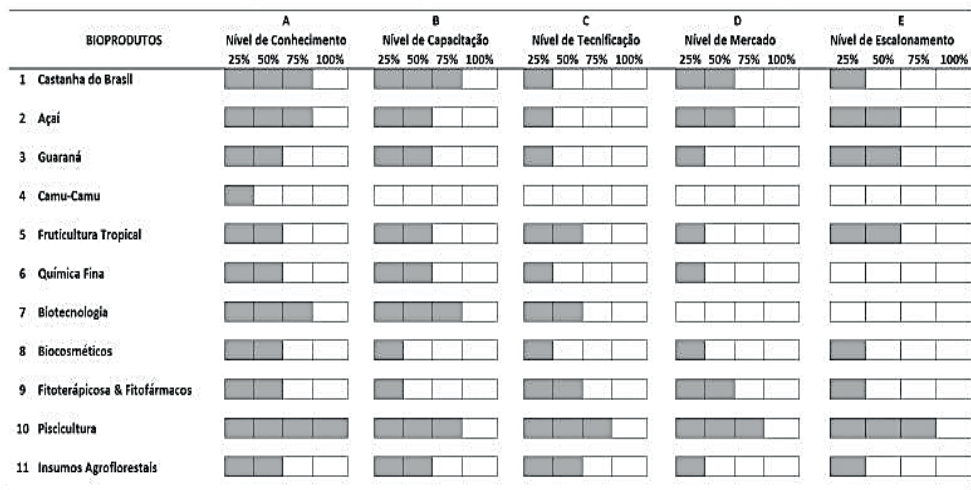 A B C D E
BIOPRODUTOS Nível de Conhecimento Nível de Capacitação Nível de Tecnificação Nível de Mercado Nível de Escalonamento
25% 50% 75% 100% 25% 50% 75% 100% 25% 50% 75% 100% 25% 50% 75% 100% 25% 50% 75% 100%
1 Castanha do Brasil
2 Açaí
3 Guaraná
4 Camu-Camu
5 Fruticultura Tropical
6 Química Fina
7 Biotecnologia
8 Biocosméticos
9 Fitoterápicosa & Fitofármacos
10 Piscicultura
11 Insumos Agroflorestais